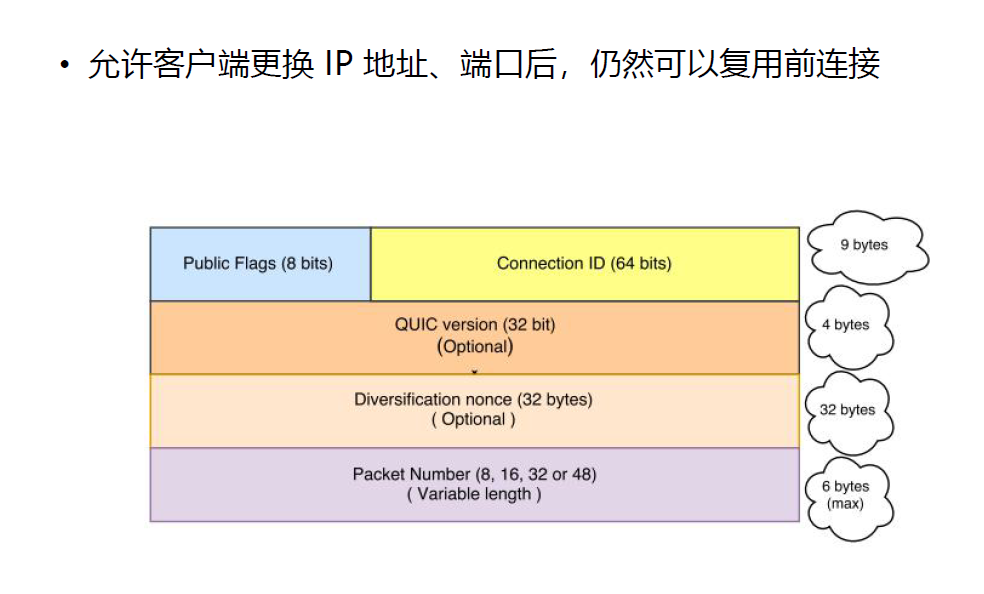 • 允许客户端更换 IP 地址、端口后，仍然可以复用前连接
Public Flags (8 bits)
Connection ID (64 bits)
9 bytes
QUIC version (32 bit)
(Optional)
4 bytes
Diversification nonce (32 bytes)
( Optional )
32 bytes
Packet Number (8, 16, 32 or 48)
( Variable length )
6 bytes
(max)